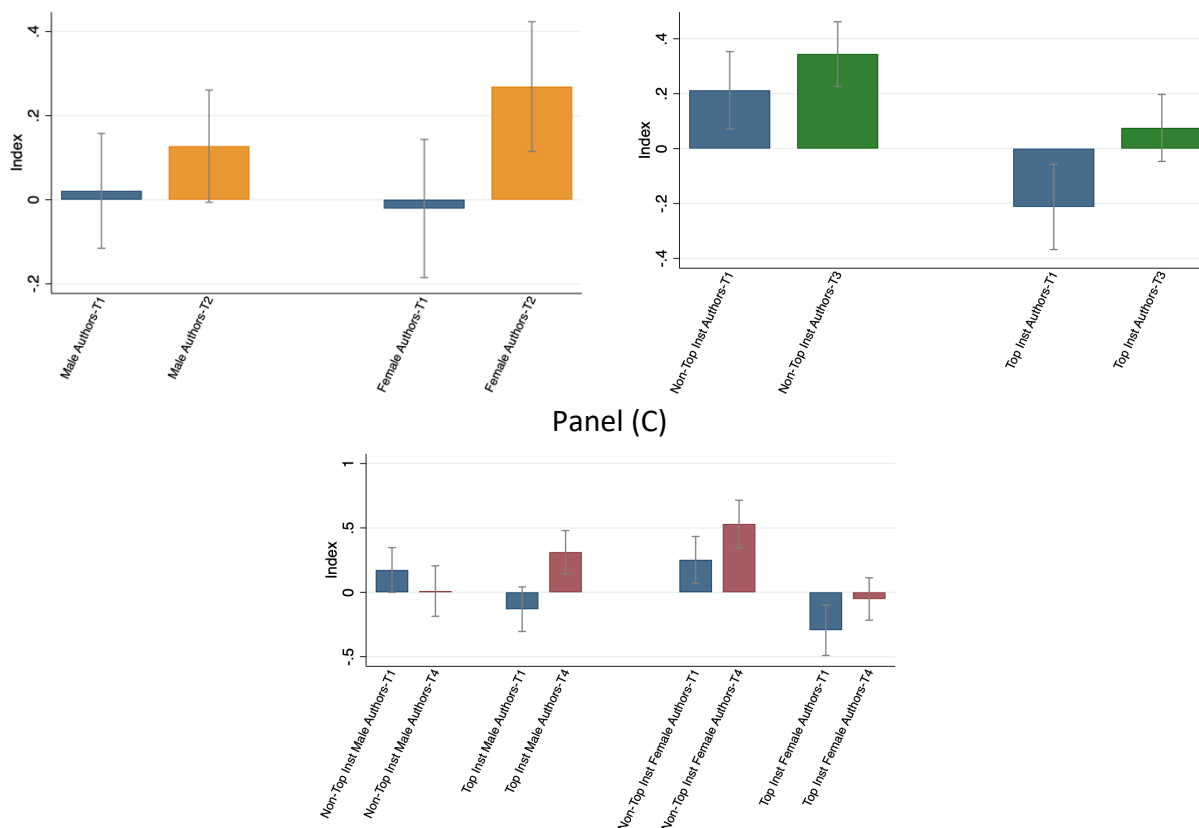 .4
.2
0
-.2
Index
Male Authors-T1
Male Authors-T2
Female Authors-T1
Female Authors-T2
.4
.2
0
-.2
-.4
Index
Non-Top Inst Authors-T1
Non-Top Inst Authors-T3
Top Inst Authors-T1
Top Inst Authors-T3
Panel (C)
1
.5
0
-.5
Index
Non-Top Inst Male Authors-T1
Non-Top Inst Male Authors-T4
Top Inst Male Authors-T1
Top Inst Male Authors-T4
Non-Top Inst Female Authors-T1
Non-Top Inst Female Authors-T4
Top Inst Female Authors-T1
Top Inst Female Authors-T4